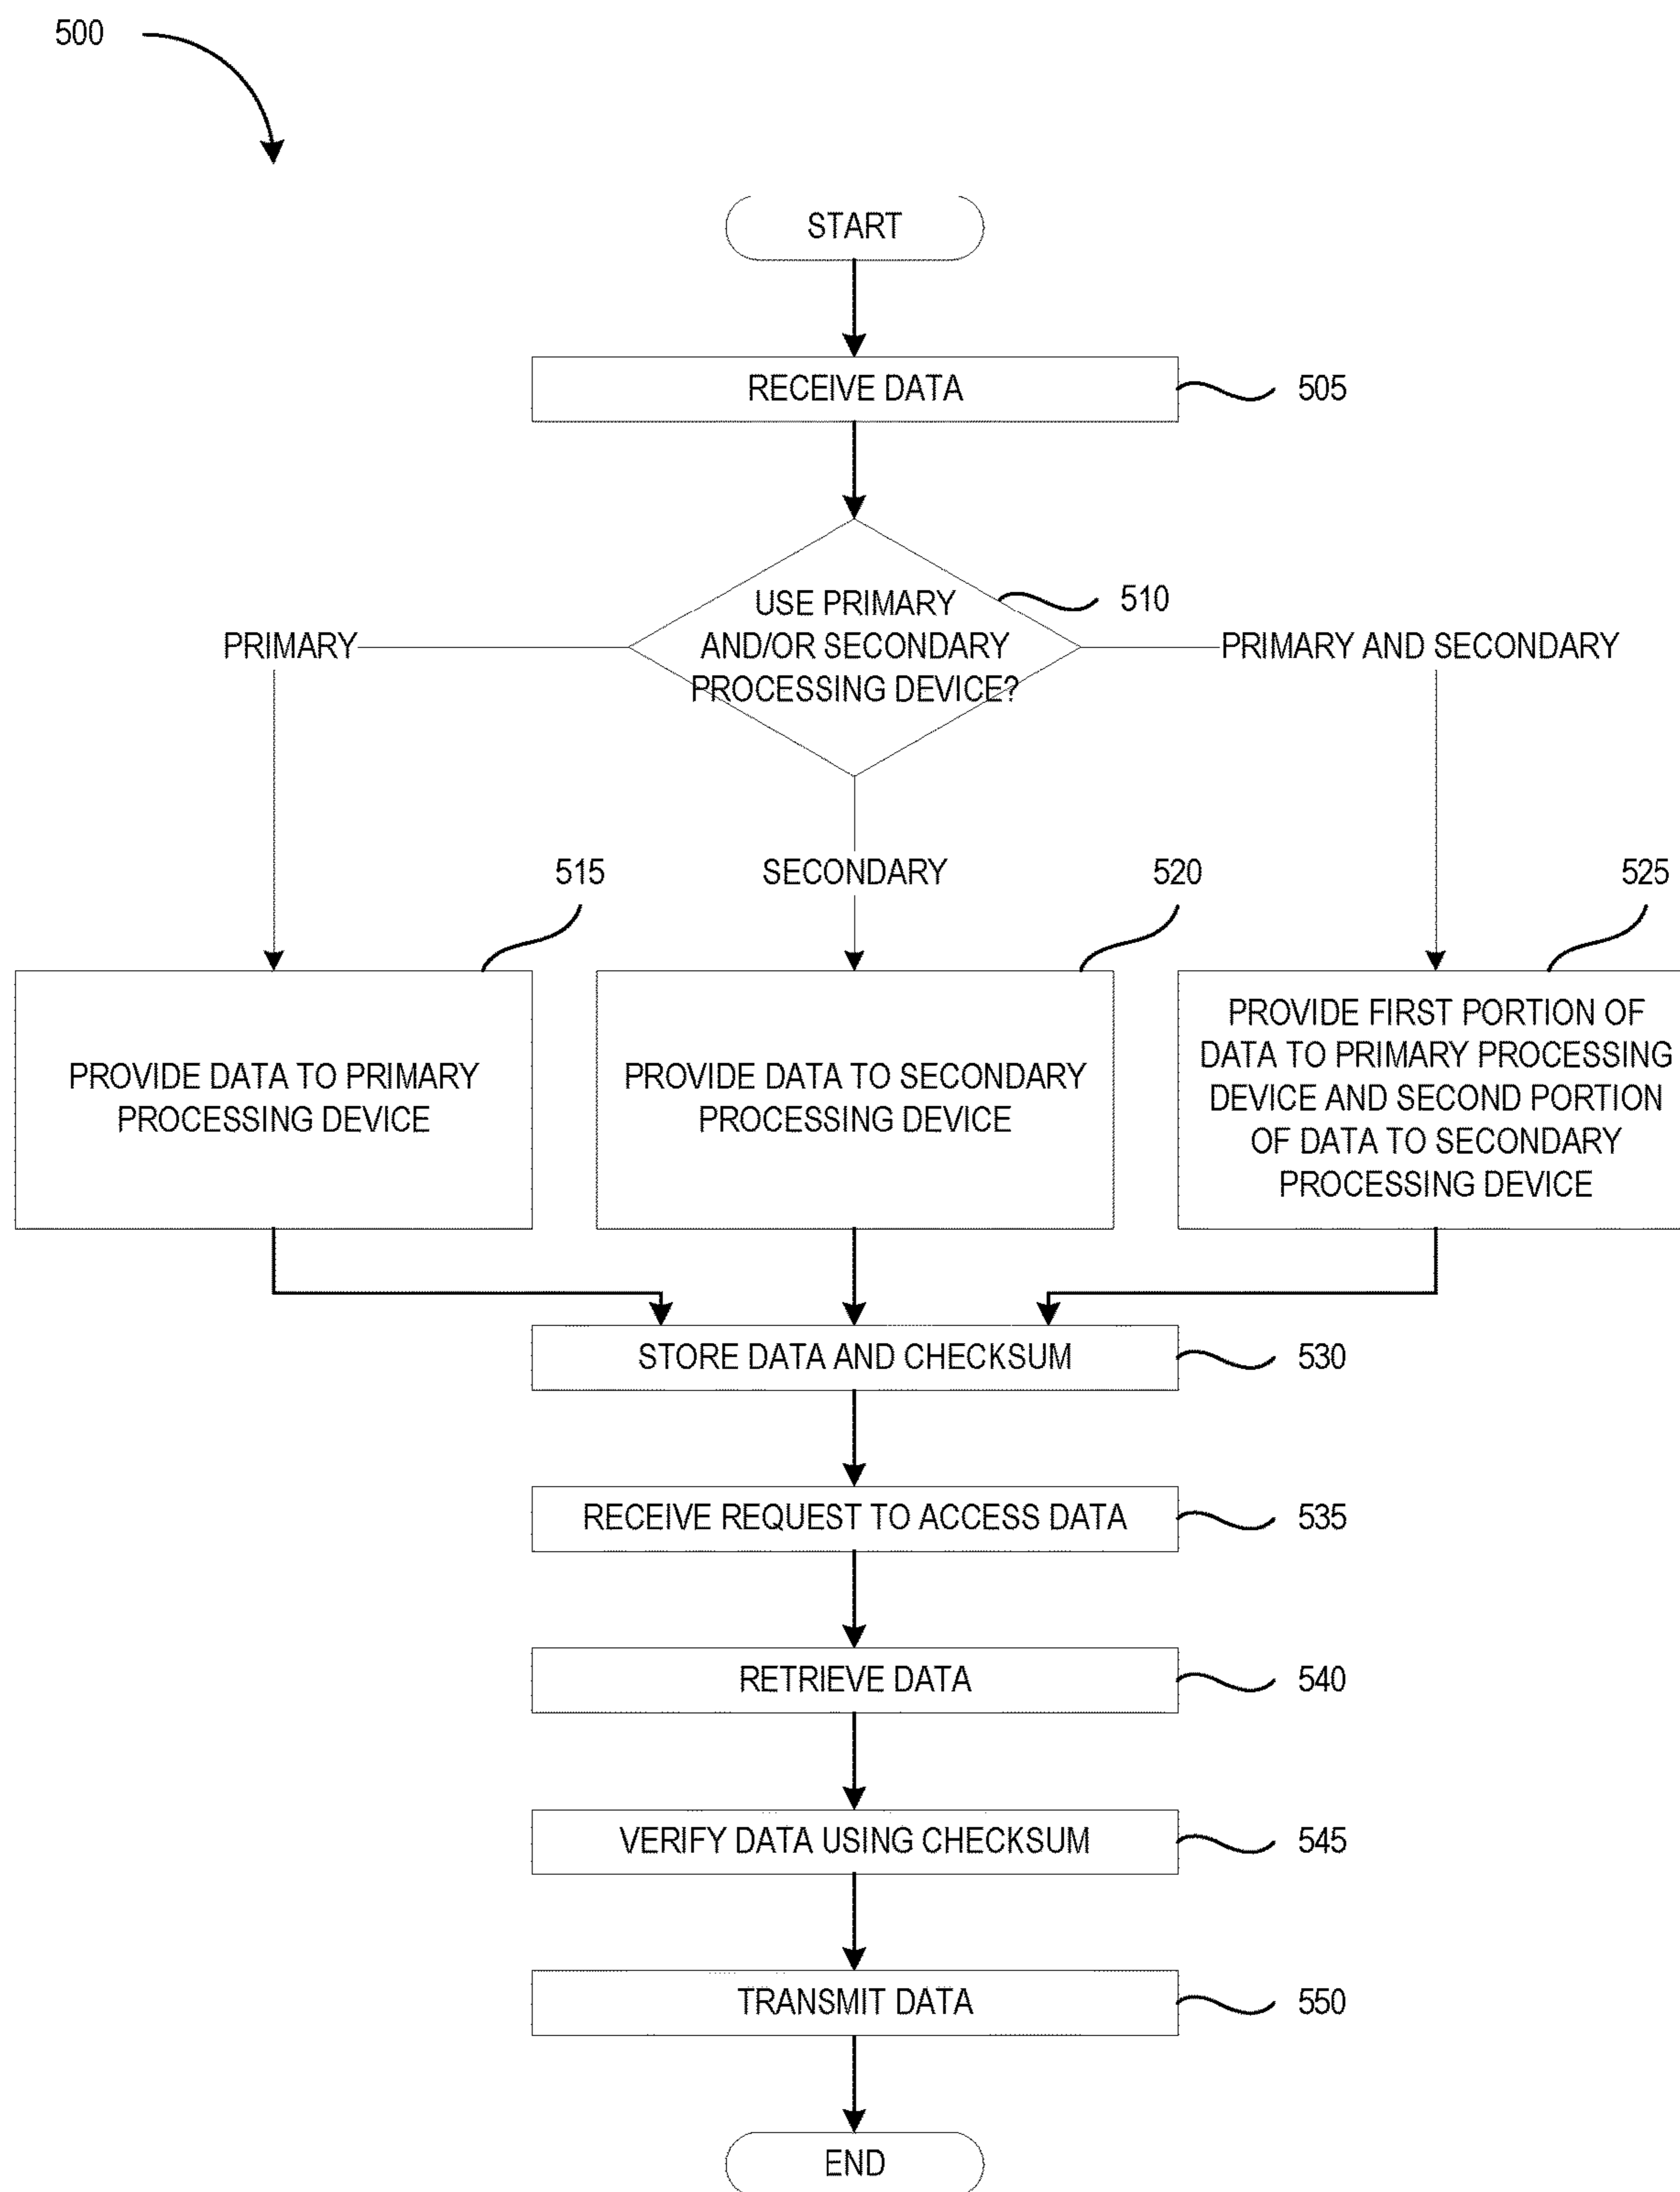 500
START
RECEIVE DATA
505
USE PRIMARY
AND/OR SECONDARY
PROCESSING DEVICE?
510
PRIMARY
PRIMARY AND SECONDARY
SECONDARY
515
520
525
PROVIDE DATA TO PRIMARY
PROCESSING DEVICE
PROVIDE DATA TO SECONDARY
PROCESSING DEVICE
PROVIDE FIRST PORTION OF
DATA TO PRIMARY PROCESSING
DEVICE AND SECOND PORTION
OF DATA TO SECONDARY
PROCESSING DEVICE
STORE DATA AND CHECKSUM
530
RECEIVE REQUEST TO ACCESS DATA
535
RETRIEVE DATA
540
VERIFY DATA USING CHECKSUM
545
TRANSMIT DATA
550
END